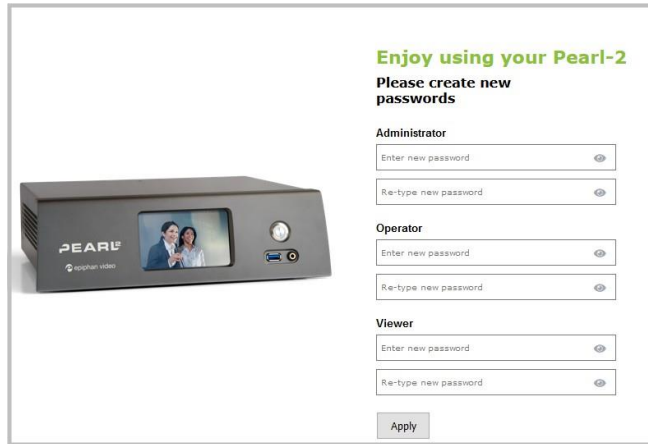 Enjoy using your Pearl-2
Please create new
passwords
Administrator
Enter new password
Re-type new password
Operator
Enter new password
Re-type new password
Viewer
Enter new password
Re-type new password
Apply
PEARL²
epiphan video